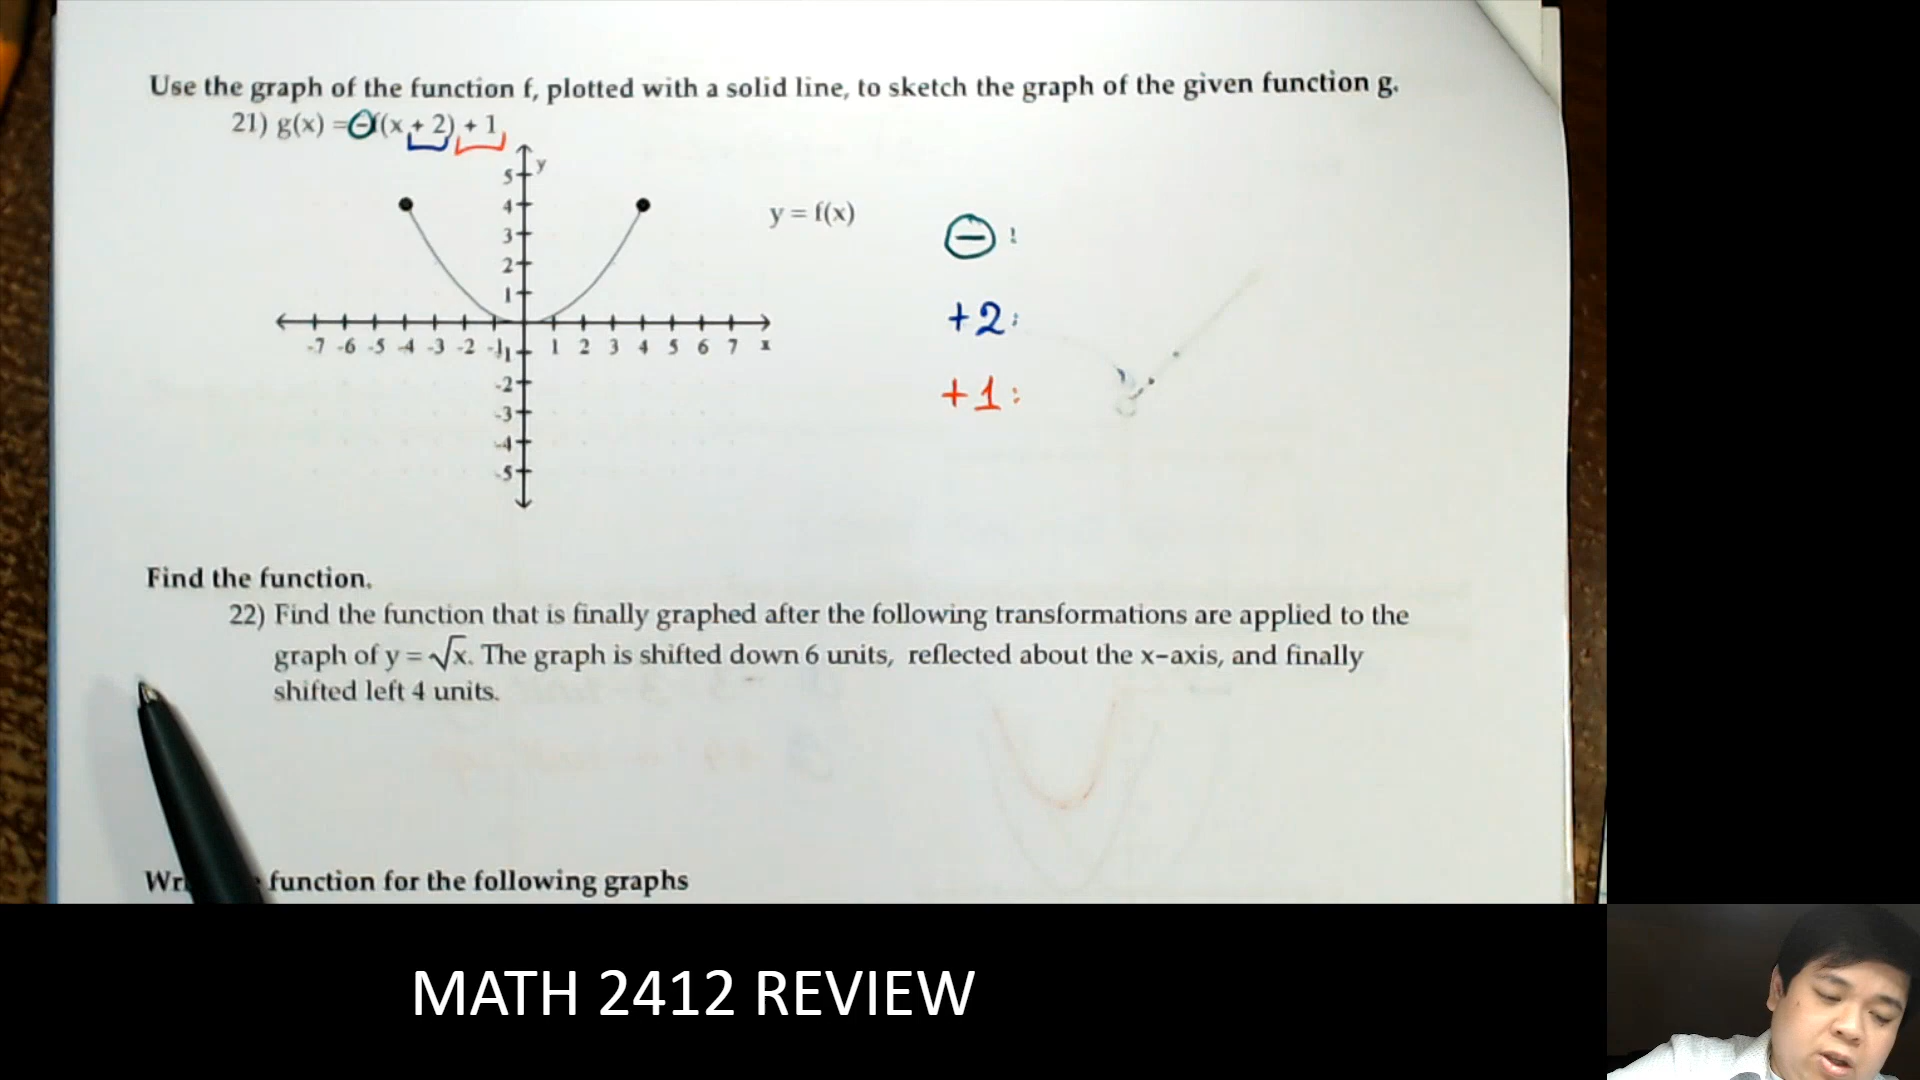 Use the graph of the function f, plotted with a solid line, to sketch the graph of the given function g.
21) g(x) = -f(x + 2) + 1
y
5
4
3
2
1
y = f(x)
− :
+2:
+1:
-7 -6 -5 -4 -3 -2 -1 1 2 3 4 5 6 7 x
-1
-2
-3
-4
-5
Find the function.
22) Find the function that is finally graphed after the following transformations are applied to the
graph of y = √x. The graph is shifted down 6 units, reflected about the x-axis, and finally
shifted left 4 units.
function for the following graphs
MATH 2412 REVIEW